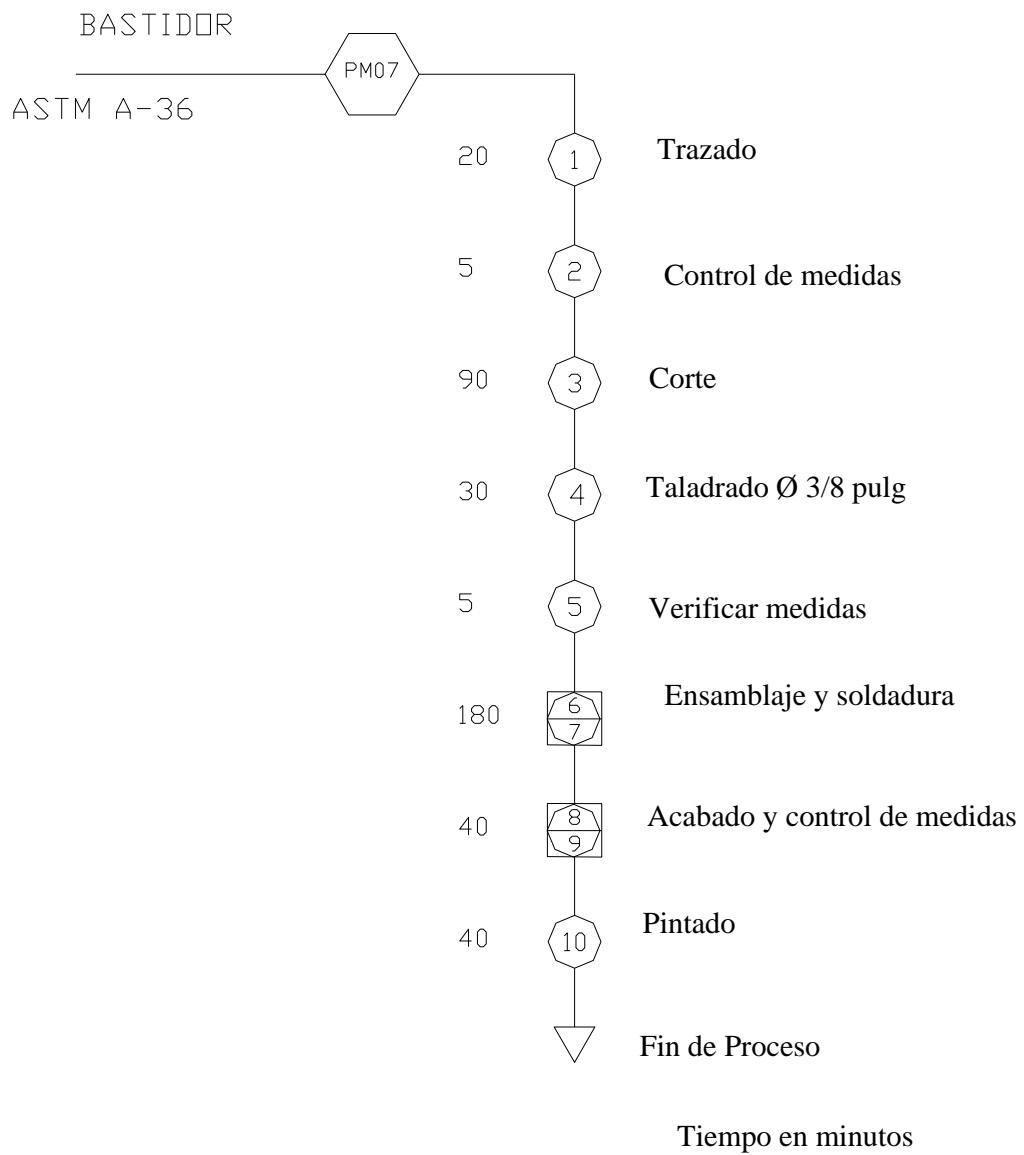 BASTIDOR
PM07
ASTM A-36
20 1 Trazado
5 2 Control de medidas
90 3 Corte
30 4 Taladrado Ø 3/8 pulg
5 5 Verificar medidas
180 6 Ensamblaje y soldadura
7
40 8 Acabado y control de medidas
9
40 10 Pintado
Fin de Proceso
Tiempo en minutos